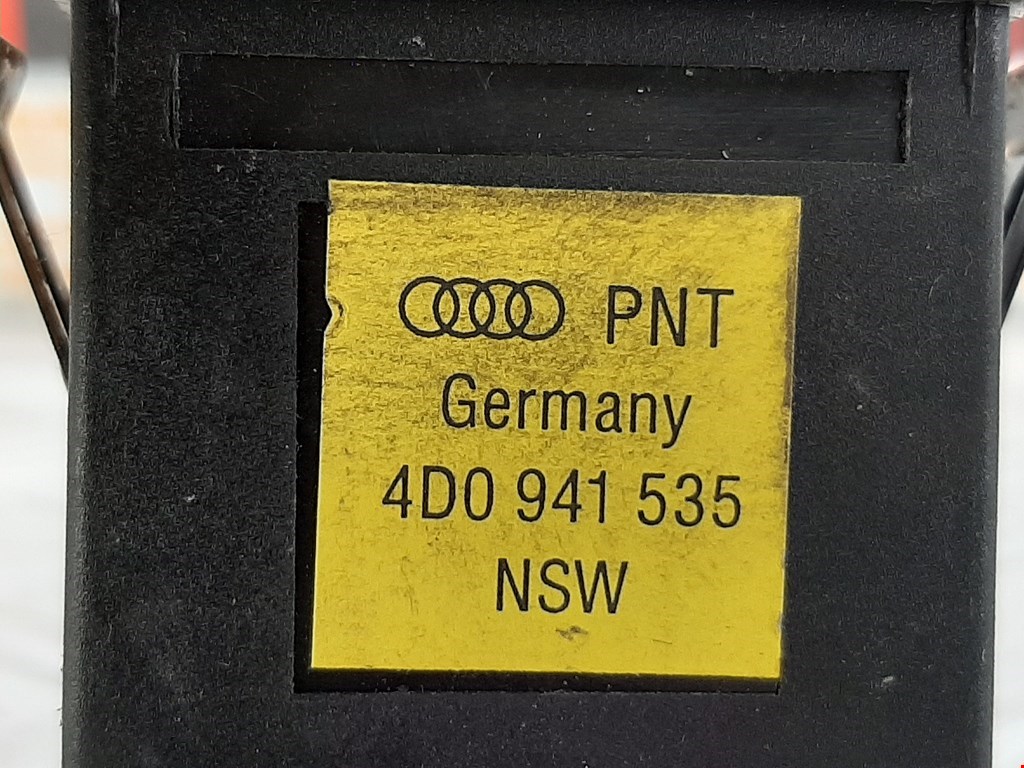 PNT
Germany
4D0 941 535
NSW